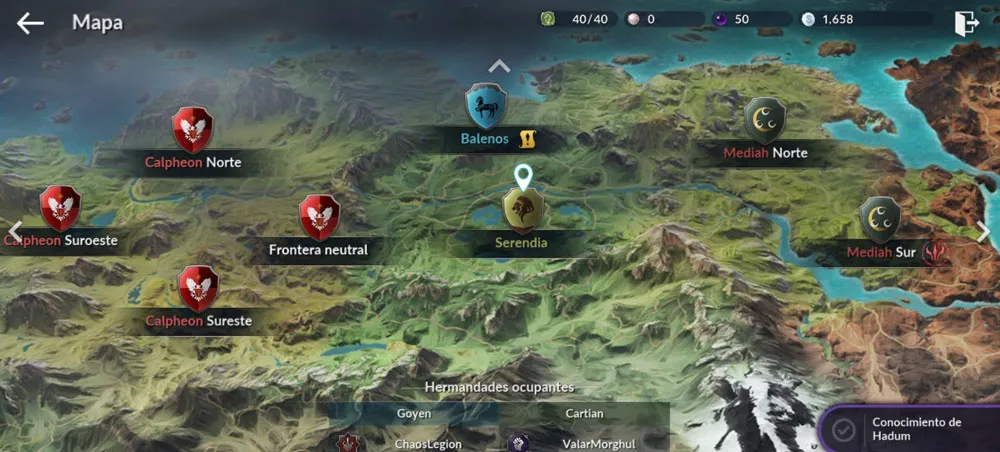 Mapa
40/40
0
50
1,658
Balenos
Calpheon Norte
Mediah Norte
Calpheon Suroeste
Frontera neutral
Serendia
Mediah Sur
Calpheon Sureste
Hermandades ocupantes
Goyen
Cartian
ChaosLegion
ValarMorghul
Conocimiento de
Hadum